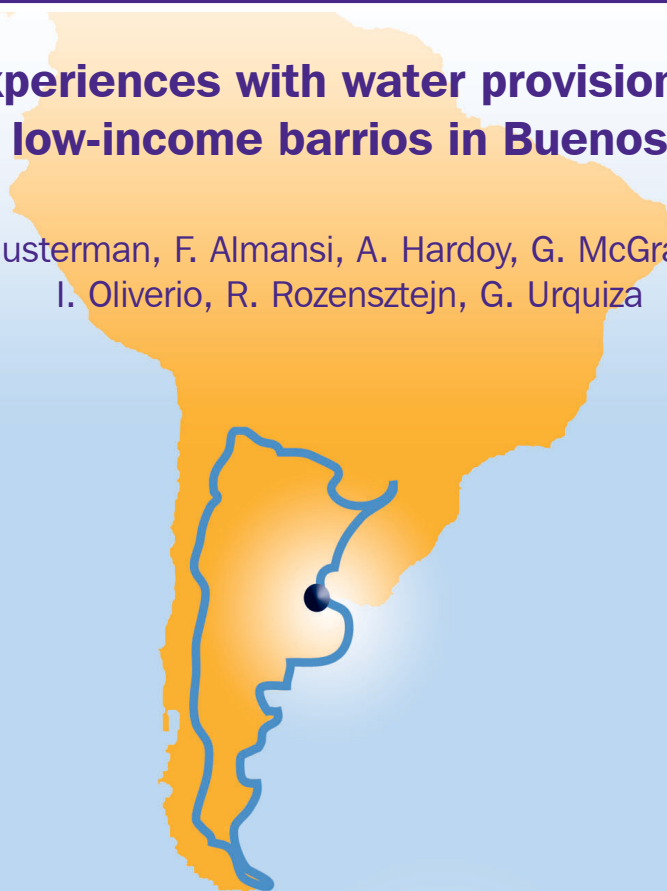 xperiences with water provision
low-income barrios in Buenos
usterman, F. Almansi, A. Hardoy, G. McGra
I. Oliverio, R. Rozensztejn, G. Urquiza